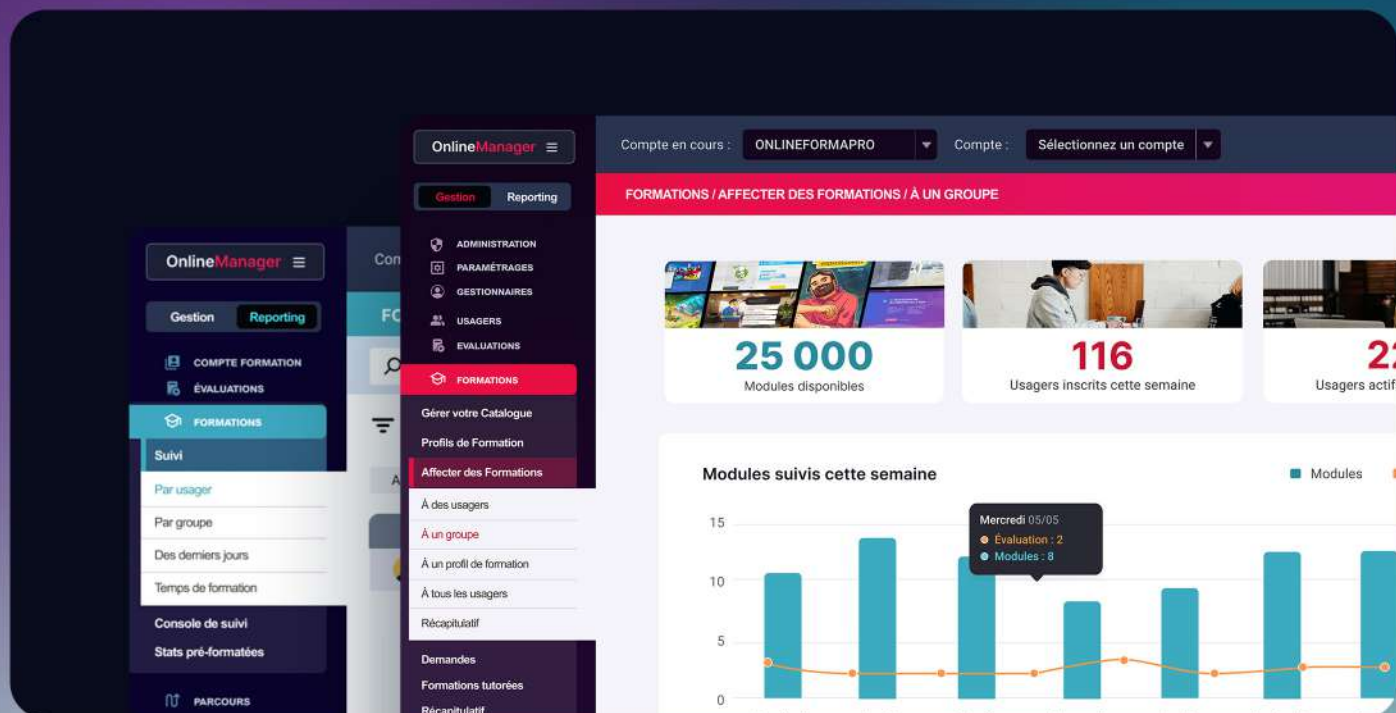 OnlineManager
Gestion Reporting
COMPTE FORMATION
ÉVALUATIONS
FORMATIONS
Suivi
Par usager
Par groupe
Des derniers jours
Temps de formation
Console de suivi
Stats pré-formatées
PARCOURS
OnlineManager
Gestion Reporting
ADMINISTRATION
PARAMÉTRAGES
GESTIONNAIRES
USAGERS
EVALUATIONS
FORMATIONS
Gérer votre Catalogue
Profils de Formation
Affecter des Formations
À des usagers
À un groupe
À un profil de formation
À tous les usagers
Récapitulatif
Demandes
Formations tutorées
Récapitulatif
Compte en cours : ONLINEFORMAPRO Compte : Sélectionnez un compte
FORMATIONS / AFFECTER DES FORMATIONS / À UN GROUPE
25 000
Modules disponibles
116
Usagers inscrits cette semaine
Usagers
Modules suivis cette semaine
Modules
Mercredi 05/05
Évaluation : 2
Modules : 8
15
10
5
0